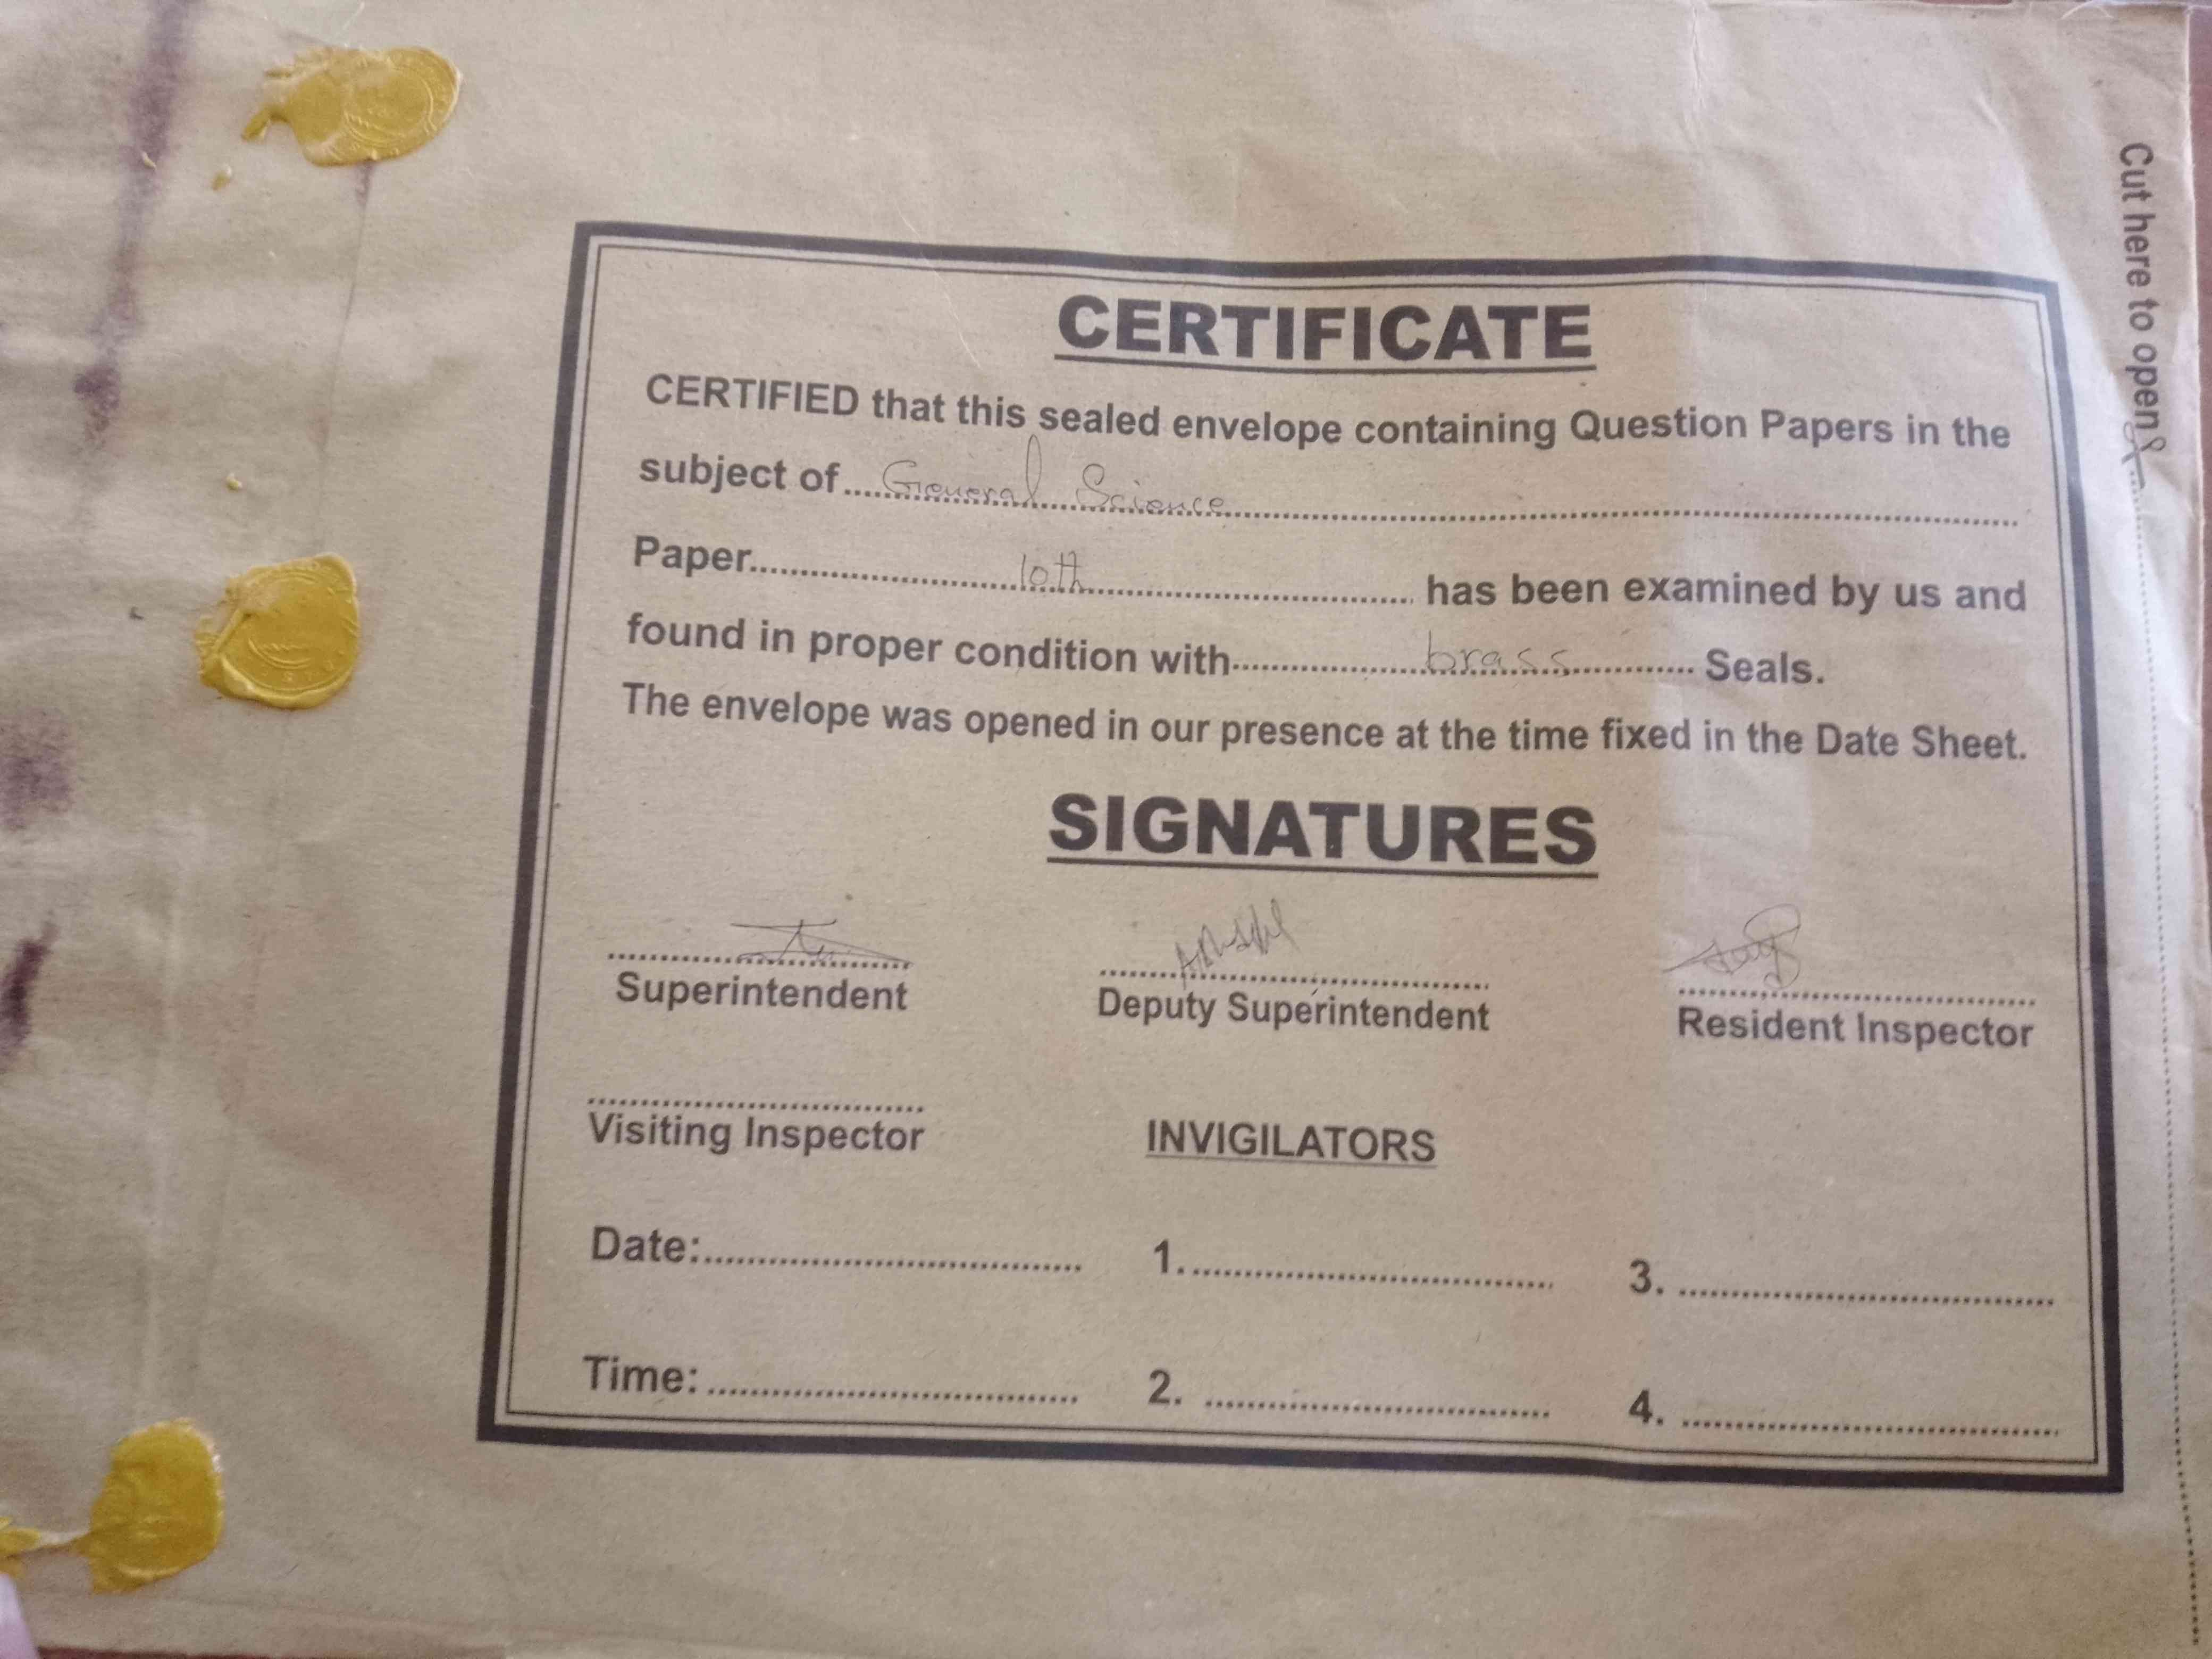 CERTIFICATE
CERTIFIED that this sealed envelope containing Question Papers in the
subject of General Science
Paper 10th has been examined by us and
found in proper condition with brass Seals.
The envelope was opened in our presence at the time fixed in the Date Sheet.
SIGNATURES
Superintendent Deputy Superintendent Resident Inspector
Visiting Inspector INVIGILATORS
Date: 1. 3.
Time: 2. 4.
Cut here to open